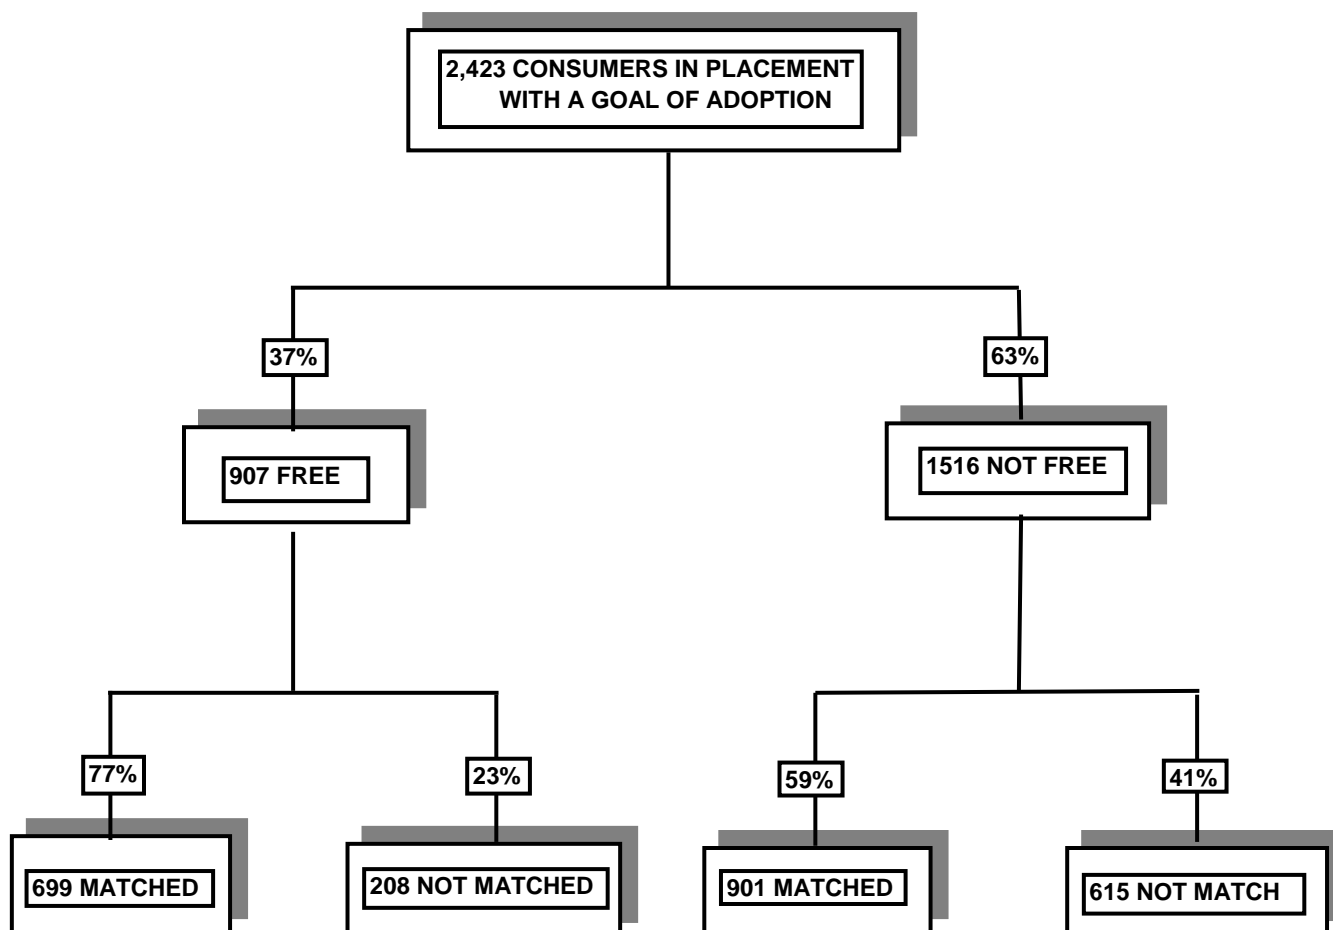 2,423 CONSUMERS IN PLACEMENT
WITH A GOAL OF ADOPTION
37%
63%
907 FREE
1516 NOT FREE
77%
23%
59%
41%
699 MATCHED
208 NOT MATCHED
901 MATCHED
615 NOT MATCH